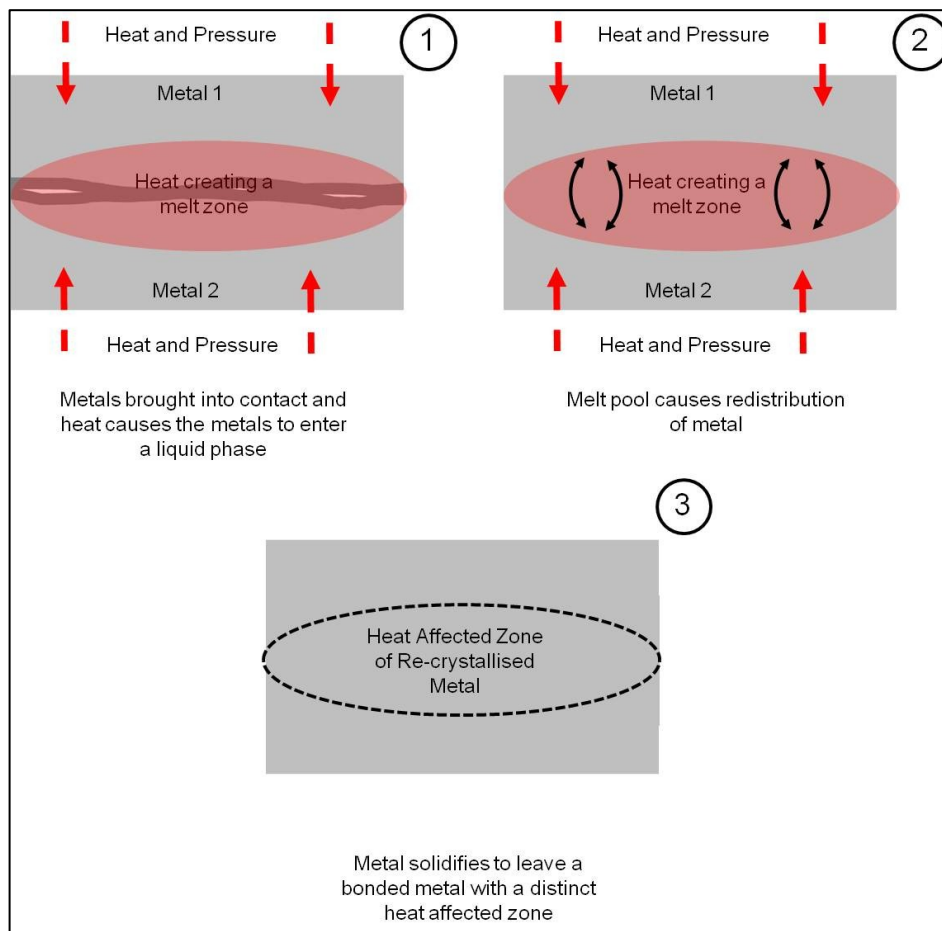 Heat and Pressure
1
Metal 1
Heat creating a
melt zone
Metal 2
Heat and Pressure
Metals brought into contact and
heat causes the metals to enter
a liquid phase
Heat and Pressure
2
Metal 1
Heat creating a
melt zone
Metal 2
Heat and Pressure
Melt pool causes redistribution
of metal
3
Heat Affected Zone
of Re-crystallised
Metal
Metal solidifies to leave a
bonded metal with a distinct
heat affected zone